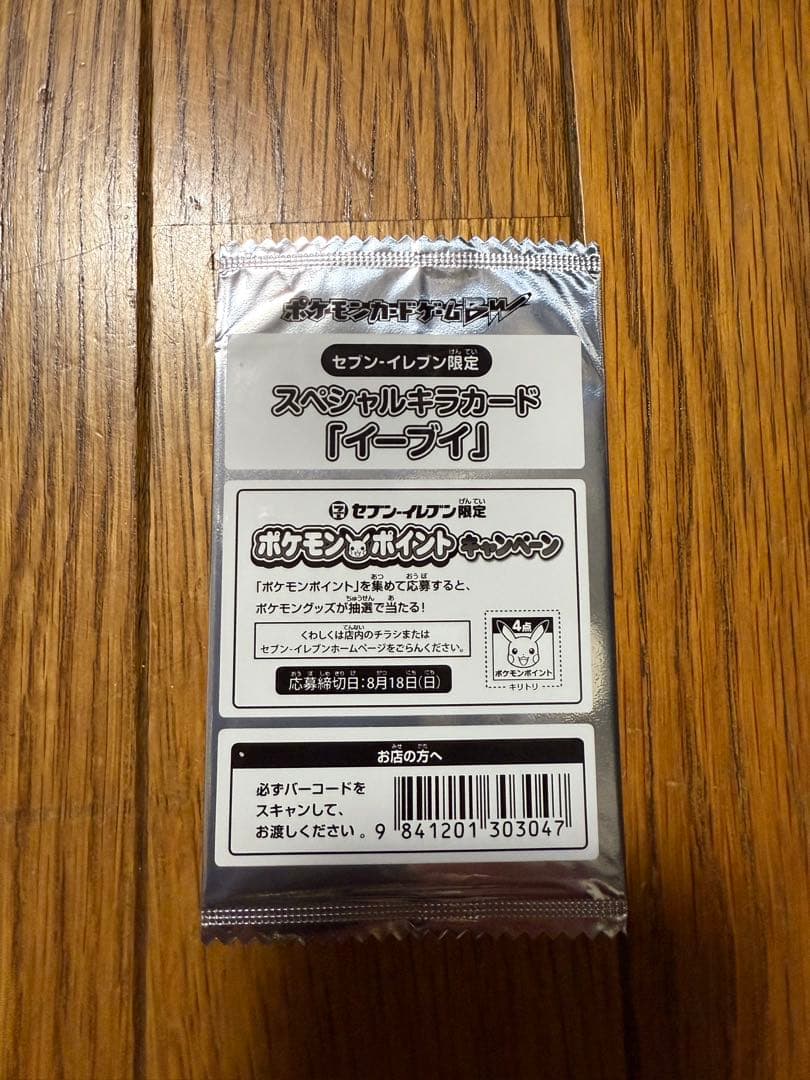 ポケモンカードゲームBW
セブン-イレブン限定
スペシャルキラカード
「イーブイ」
セブン-イレブン限定
ポケモンポイントキャンペーン
「ポケモンポイント」を集めて応募すると、
ポケモングッズが抽選で当たる!
くわしくは店内のチラシまたは
セブン-イレブンホームページをごらんください。
応募締切日:8月18日(日)
4点
ポケモンポイント
キリトリ
お店の方へ
必ずバーコードを
スキャンして、
お渡しください。
9 841201 303047